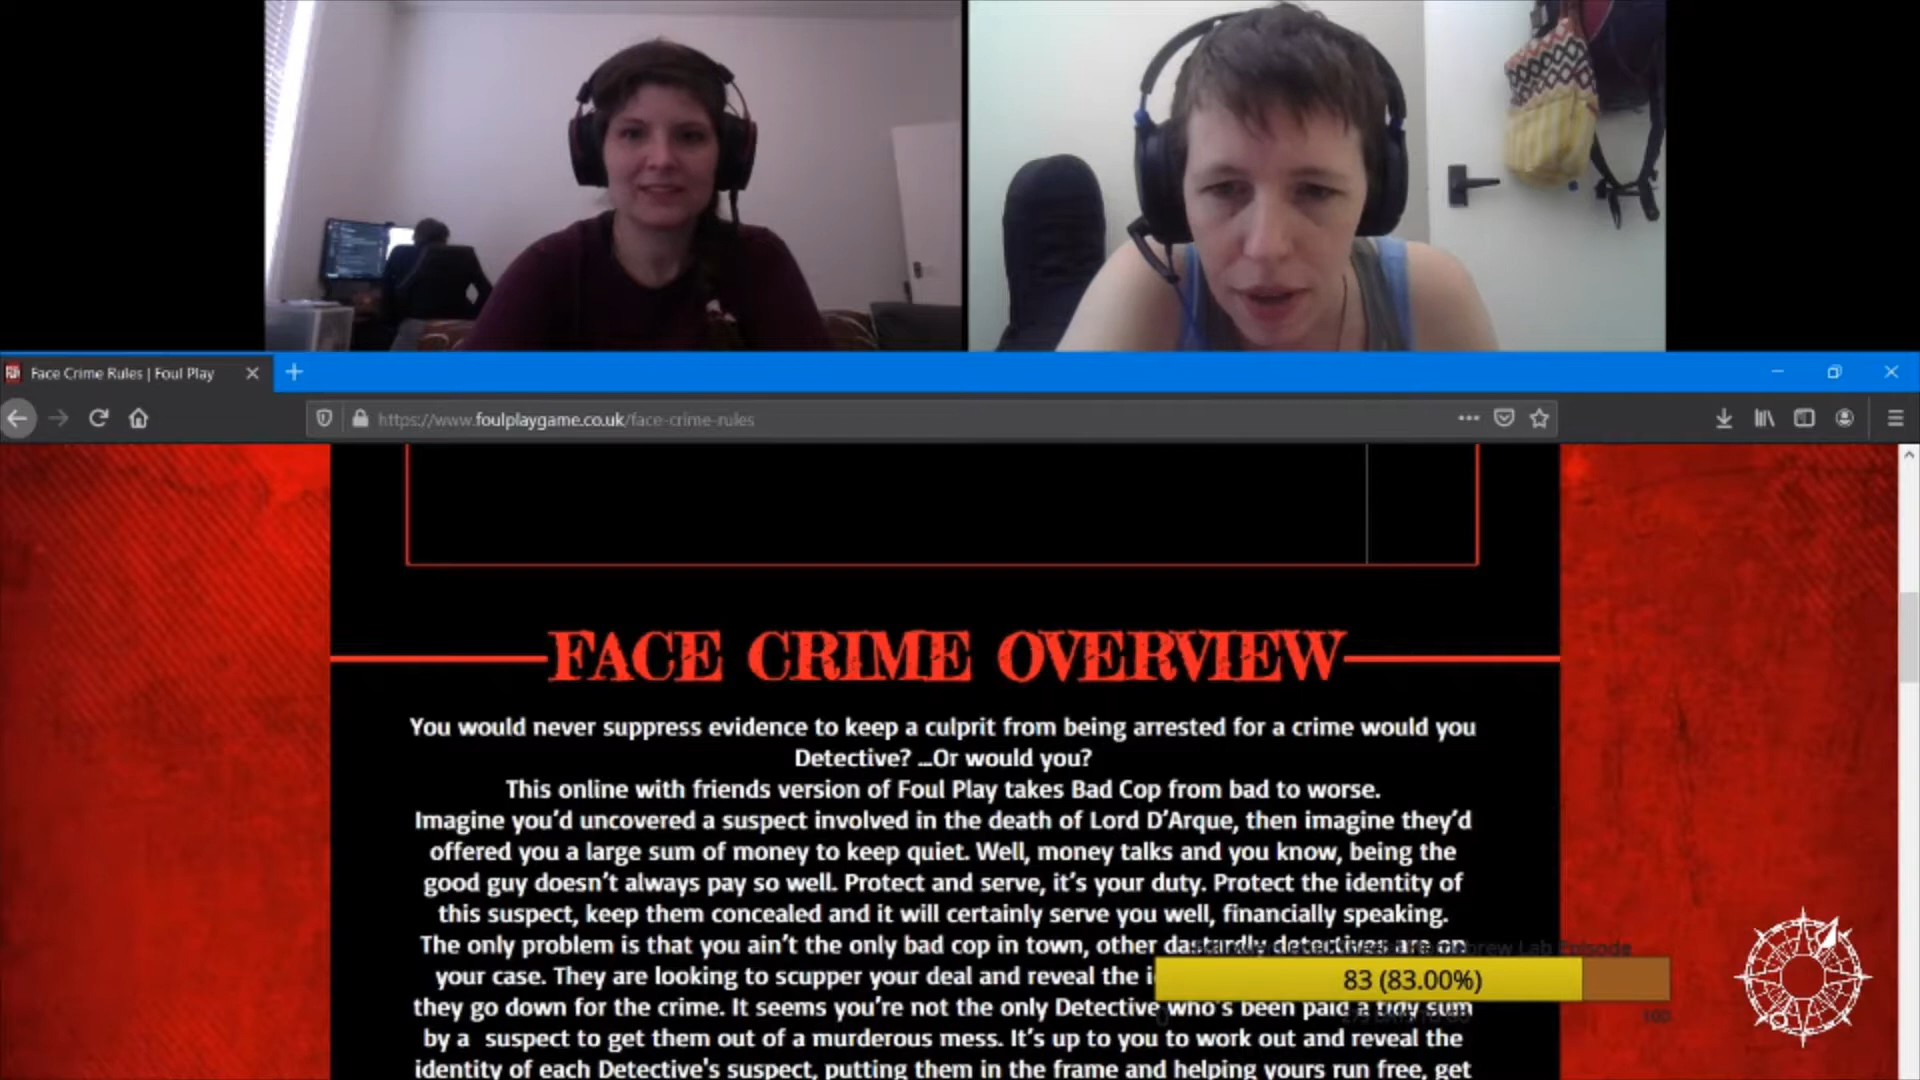 Face Crime Rules | Foul Play
https://www.foulplaygame.co.uk/face-crime-rules
FACE CRIME OVERVIEW
You would never suppress evidence to keep a culprit from being arrested for a crime would you
Detective? ...Or would you?
This online with friends version of Foul Play takes Bad Cop from bad to worse.
Imagine you'd uncovered a suspect involved in the death of Lord D'Arque, then imagine they'd
offered you a large sum of money to keep quiet. Well, money talks and you know, being the
good guy doesn't always pay so well. Protect and serve, it's your duty. Protect the identity of
this suspect, keep them concealed and it will certainly serve you well, financially speaking.
The only problem is that you ain't the only bad cop in town, other dastardly detectives are on
Homebrew Lab Episode
your case. They are looking to scupper your deal and reveal the
83 (83.00%)
they go down for the crime. It seems you're not the only Detective who's been paid a tidy sum
0
100
by a suspect to get them out of a murderous mess. It's up to you to work out and reveal the
identity of each Detective's suspect, putting them in the frame and helping yours run free, get